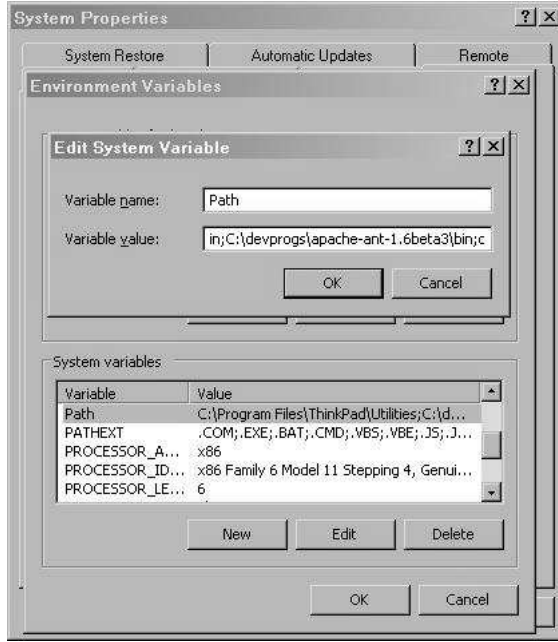 System Properties
System Restore Automatic Updates Remote
Environment Variables
Edit System Variable
Variable name: Path
Variable value: in;C:\devprogs\apache-ant-1.6beta3\bin;c
OK Cancel
System variables
Variable Value
Path C:\Program Files\ThinkPad\Utilities;C:\d...
PATHEXT .COM;.EXE;.BAT;.CMD;.VBS;.VBE;.JS;.J...
PROCESSOR_A... x86
PROCESSOR_ID... x86 Family 6 Model 11 Stepping 4, Genui...
PROCESSOR_LE... 6
New Edit Delete
OK Cancel